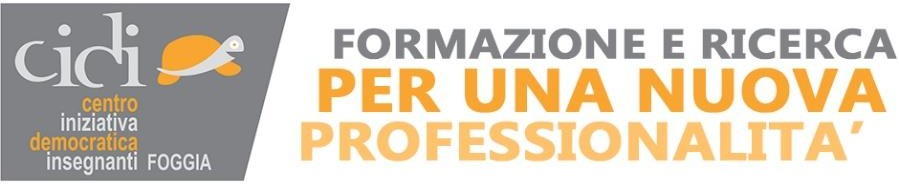 cidi
centro
iniziativa
democratica
insegnanti FOGGIA
FORMAZIONE E RICERCA
PER UNA NUOVA
PROFESSIONALITA’